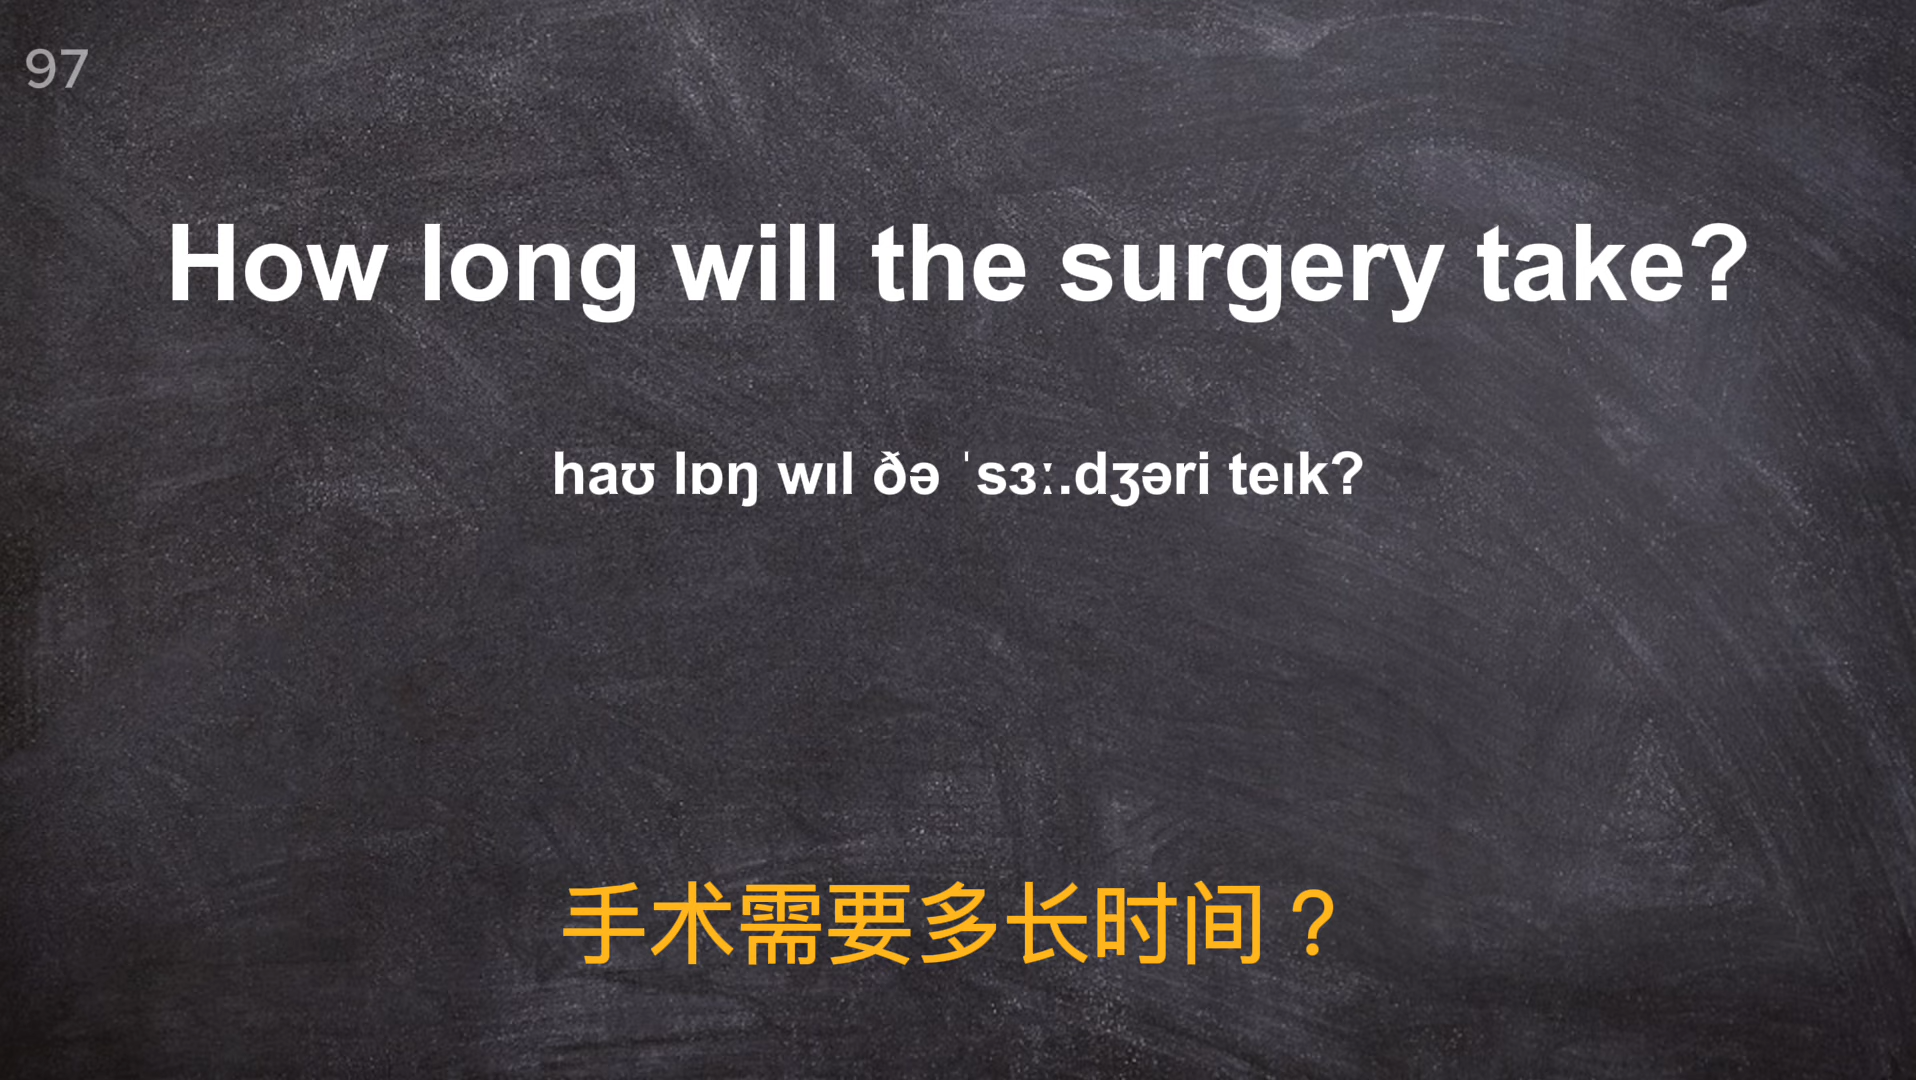 97
How long will the surgery take?
haʊ lɒŋ wɪl ðə ˈsɜː.dʒəri teɪk?
手术需要多长时间？